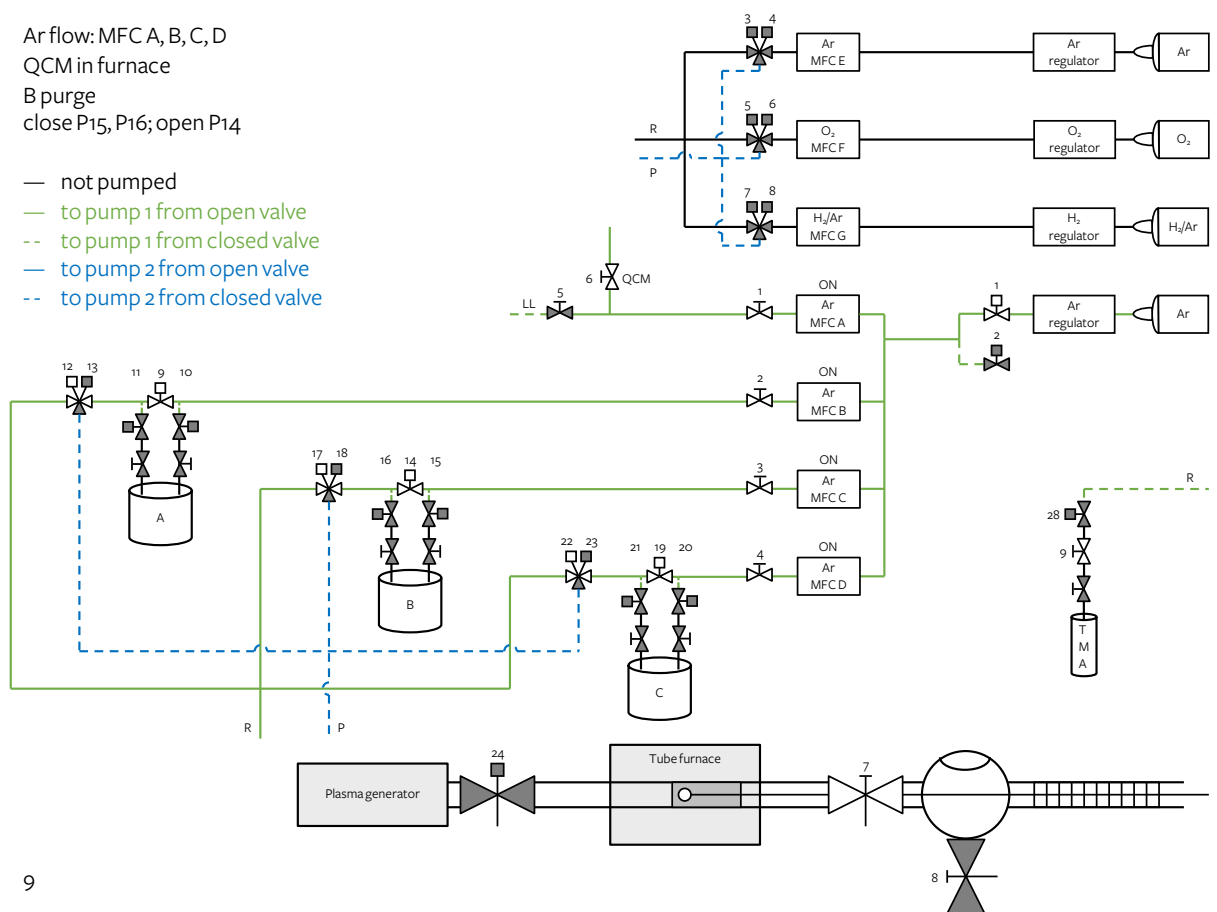 Ar flow: MFC A, B, C, D
QCM in furnace
B purge
close P15, P16; open P14
— not pumped
— to pump 1 from open valve
-- to pump 1 from closed valve
— to pump 2 from open valve
-- to pump 2 from closed valve
3 4
Ar
MFC E
Ar
regulator
Ar
5 6
R
P
O₂
MFC F
O₂
regulator
O₂
7 8
H₂/Ar
MFC G
H₂
regulator
H₂/Ar
6 QCM
LL 5
1
ON
Ar
MFC A
1
Ar
regulator
Ar
2
12 13
11 9 10
2
ON
Ar
MFC B
A
17 18
16 14 15
3
ON
Ar
MFC C
B
R
28
9
T
M
A
22 23
21 19 20
4
ON
Ar
MFC D
C
R P
Plasma generator
24
Tube furnace
7
8
9